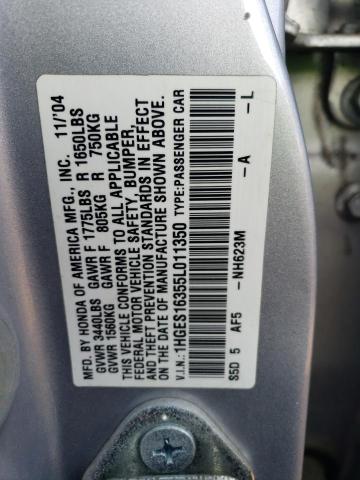 MFD. BY HONDA OF AMERICA MFG., INC. 11/'04
GVWR 3440LBS GAWR F 1775LBS R 1650LBS
GVWR 1560KG GAWR F 805KG R 750KG
THIS VEHICLE CONFORMS TO ALL APPLICABLE
FEDERAL MOTOR VEHICLE SAFETY, BUMPER,
AND THEFT PREVENTION STANDARDS IN EFFECT
ON THE DATE OF MANUFACTURE SHOWN ABOVE.
V.I.N.: 1HGES16355L011350 TYPE: PASSENGER CAR
S5D 5 AF5 -NH623M -A -L